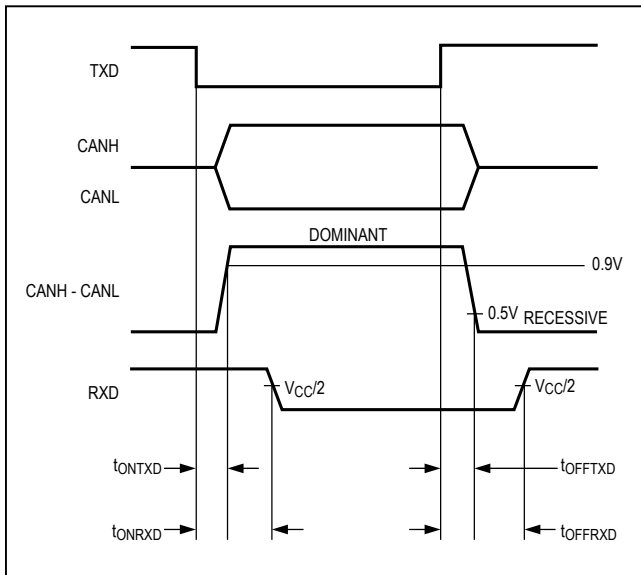 TXD
CANH
CANL
DOMINANT
0.9V
CANH - CANL
0.5V RECESSIVE
RXD
VCC/2
VCC/2
tONTXD
tOFFTXD
tONRXD
tOFFRXD